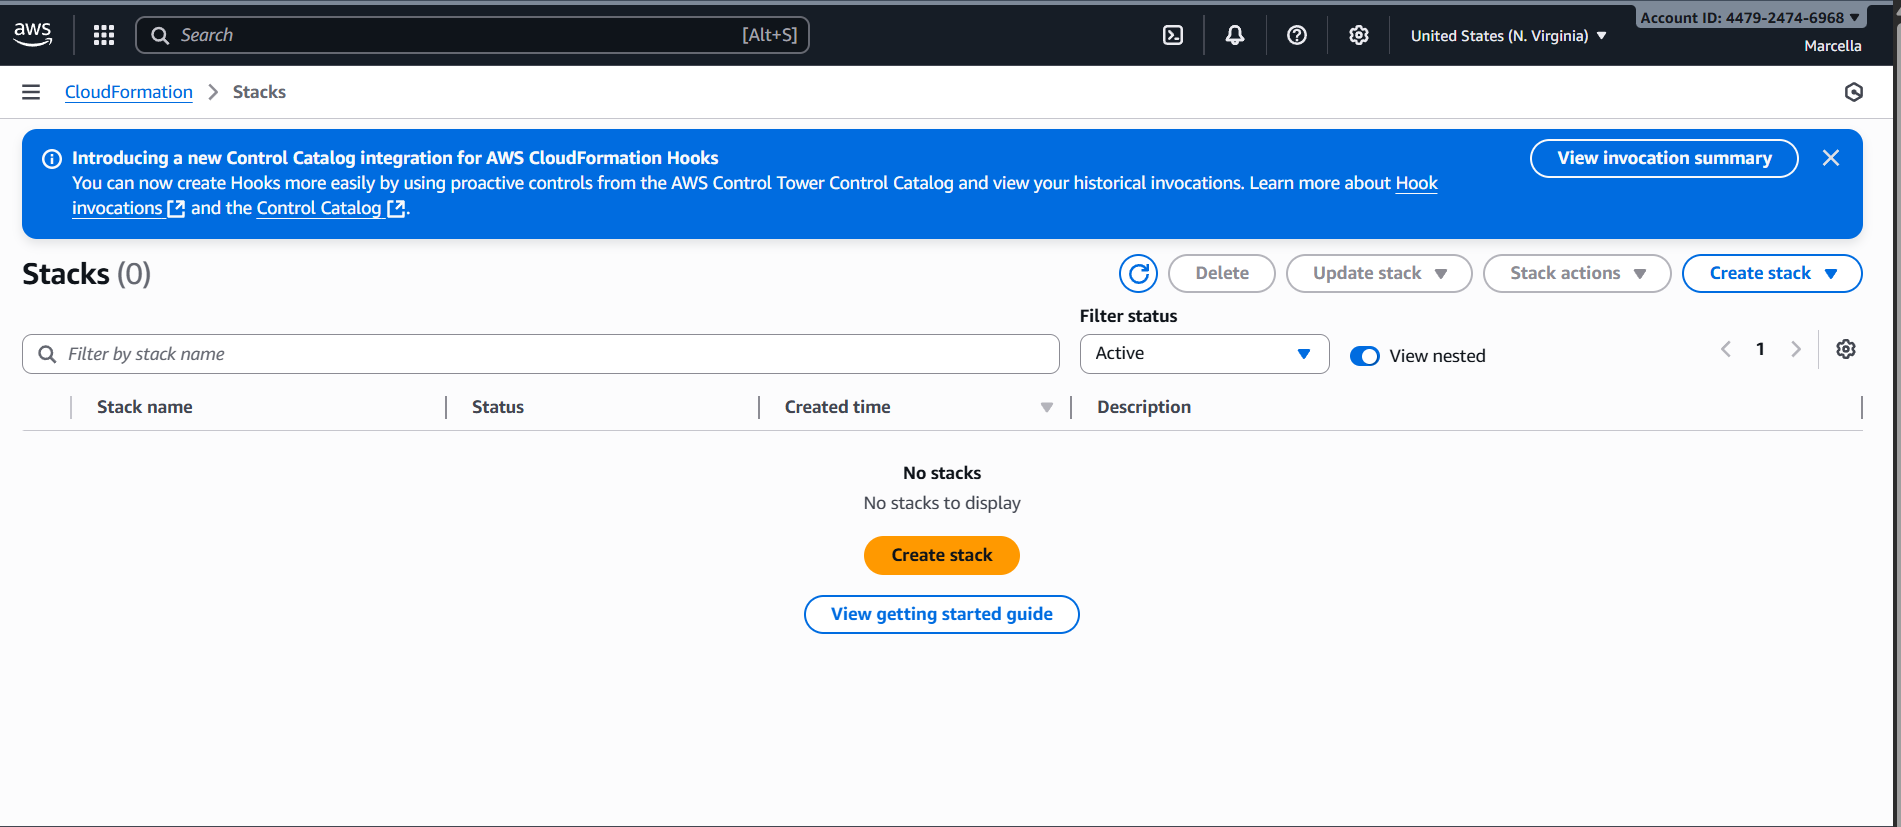 aws
Search
[Alt+S]
United States (N. Virginia)
Account ID: 4479-2474-6968
Marcella
CloudFormation
Stacks
Introducing a new Control Catalog integration for AWS CloudFormation Hooks
You can now create Hooks more easily by using proactive controls from the AWS Control Tower Control Catalog and view your historical invocations. Learn more about Hook
invocations and the Control Catalog .
View invocation summary
Stacks (0)
Delete
Update stack
Stack actions
Create stack
Filter by stack name
Filter status
Active
View nested
1
Stack name
Status
Created time
Description
No stacks
No stacks to display
Create stack
View getting started guide